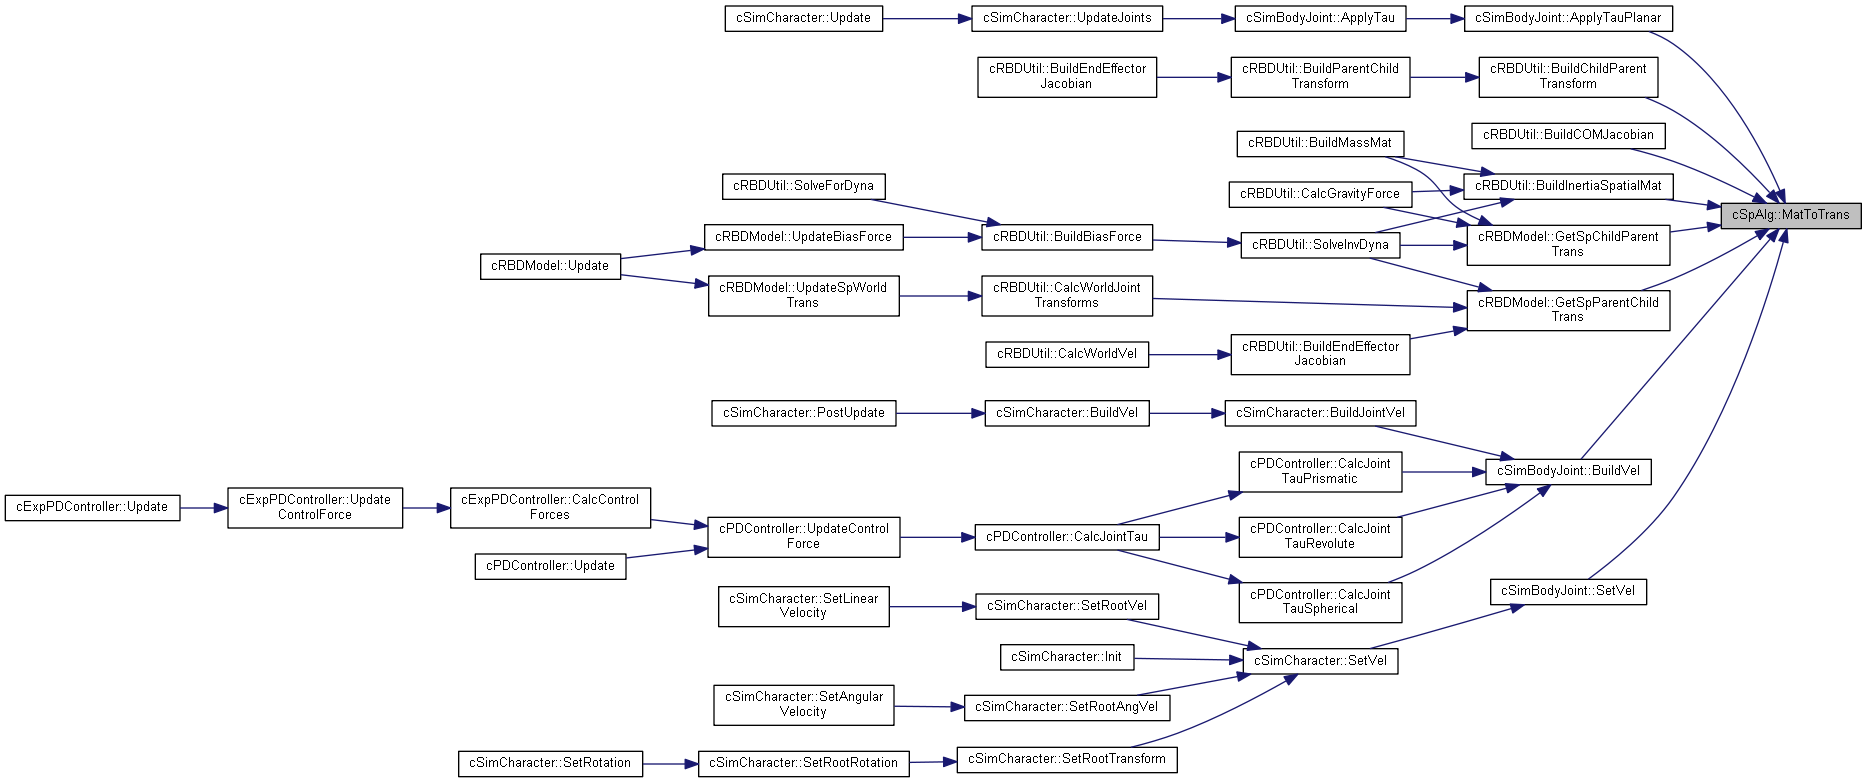 cSimCharacter::Update
cSimCharacter::UpdateJoints
cSimBodyJoint::ApplyTau
cSimBodyJoint::ApplyTauPlanar
cRBDUtil::BuildEndEffector
Jacobian
cRBDUtil::BuildParentChild
Transform
cRBDUtil::BuildChildParent
Transform
cRBDUtil::BuildCOMJacobian
cRBDUtil::BuildMassMat
cRBDUtil::SolveForDyna
cRBDUtil::CalcGravityForce
cRBDUtil::BuildInertiaSpatialMat
cSpAlg::MatToTrans
cRBDModel::UpdateBiasForce
cRBDUtil::BuildBiasForce
cRBDUtil::SolveInvDyna
cRBDModel::GetSpChildParent
Trans
cRBDModel::Update
cRBDModel::UpdateSpWorld
Trans
cRBDUtil::CalcWorldJoint
Transforms
cRBDModel::GetSpParentChild
Trans
cRBDUtil::CalcWorldVel
cRBDUtil::BuildEndEffector
Jacobian
cSimCharacter::PostUpdate
cSimCharacter::BuildVel
cSimCharacter::BuildJointVel
cPDController::CalcJoint
TauPrismatic
cSimBodyJoint::BuildVel
cExpPDController::Update
cExpPDController::Update
ControlForce
cExpPDController::CalcControl
Forces
cPDController::UpdateControl
Force
cPDController::CalcJointTau
cPDController::CalcJoint
TauRevolute
cPDController::Update
cPDController::CalcJoint
TauSpherical
cSimBodyJoint::SetVel
cSimCharacter::SetLinear
Velocity
cSimCharacter::SetRootVel
cSimCharacter::Init
cSimCharacter::SetVel
cSimCharacter::SetAngular
Velocity
cSimCharacter::SetRootAngVel
cSimCharacter::SetRotation
cSimCharacter::SetRootRotation
cSimCharacter::SetRootTransform